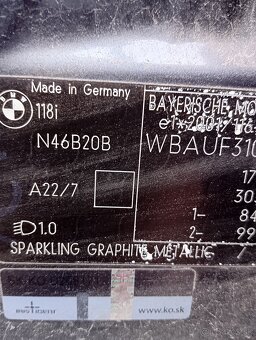 Made in Germany
BMW
118i
BAYERISCHE MO
N46B20B
WBAUF310
A22/7
17
30
1- 84
1.0
2- 99
SPARKLING GRAPHITE METALLIC /
www.ko.sk